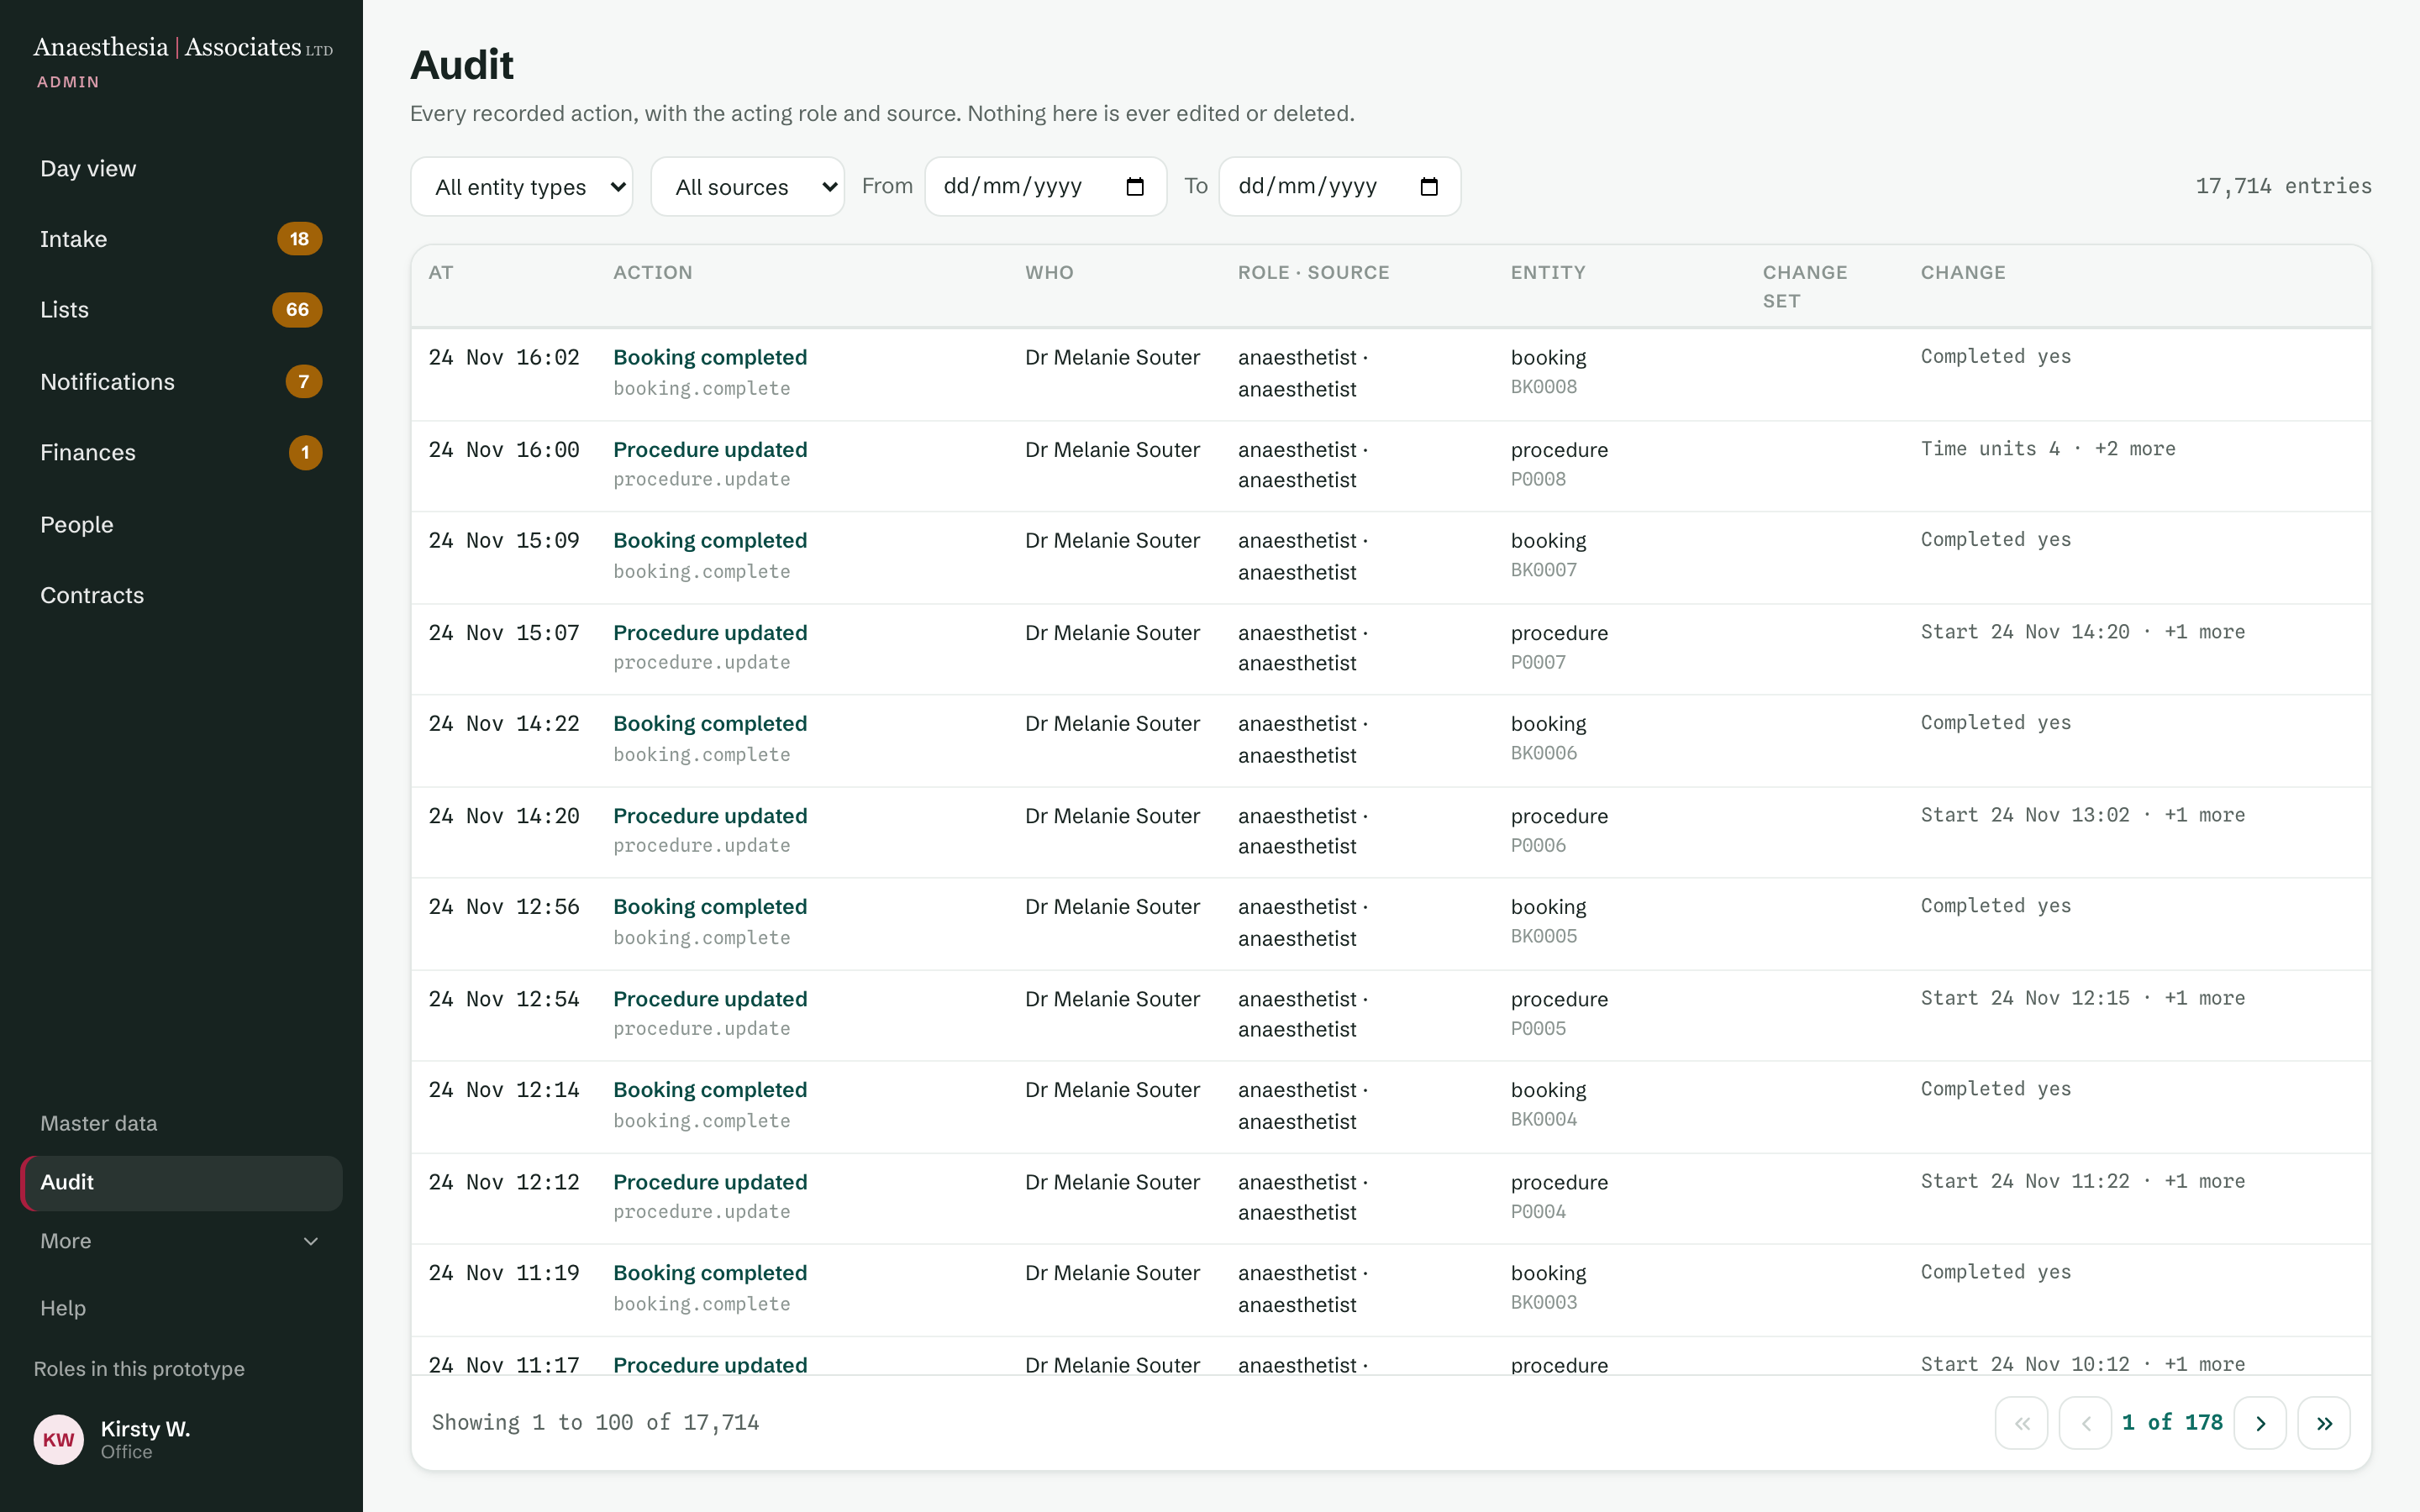 Anaesthesia | Associates LTD
ADMIN
Day view
Intake 18
Lists 66
Notifications 7
Finances 1
People
Contracts
Master data
Audit
More
Help
Roles in this prototype
KW
Kirsty W.
Office
Audit
Every recorded action, with the acting role and source. Nothing here is ever edited or deleted.
All entity types All sources From dd/mm/yyyy To dd/mm/yyyy 17,714 entries
AT ACTION WHO ROLE · SOURCE ENTITY CHANGE SET CHANGE
24 Nov 16:02 Booking completed Dr Melanie Souter anaesthetist · booking Completed yes
booking.complete anaesthetist BK0008
24 Nov 16:00 Procedure updated Dr Melanie Souter anaesthetist · procedure Time units 4 · +2 more
procedure.update anaesthetist P0008
24 Nov 15:09 Booking completed Dr Melanie Souter anaesthetist · booking Completed yes
booking.complete anaesthetist BK0007
24 Nov 15:07 Procedure updated Dr Melanie Souter anaesthetist · procedure Start 24 Nov 14:20 · +1 more
procedure.update anaesthetist P0007
24 Nov 14:22 Booking completed Dr Melanie Souter anaesthetist · booking Completed yes
booking.complete anaesthetist BK0006
24 Nov 14:20 Procedure updated Dr Melanie Souter anaesthetist · procedure Start 24 Nov 13:02 · +1 more
procedure.update anaesthetist P0006
24 Nov 12:56 Booking completed Dr Melanie Souter anaesthetist · booking Completed yes
booking.complete anaesthetist BK0005
24 Nov 12:54 Procedure updated Dr Melanie Souter anaesthetist · procedure Start 24 Nov 12:15 · +1 more
procedure.update anaesthetist P0005
24 Nov 12:14 Booking completed Dr Melanie Souter anaesthetist · booking Completed yes
booking.complete anaesthetist BK0004
24 Nov 12:12 Procedure updated Dr Melanie Souter anaesthetist · procedure Start 24 Nov 11:22 · +1 more
procedure.update anaesthetist P0004
24 Nov 11:19 Booking completed Dr Melanie Souter anaesthetist · booking Completed yes
booking.complete anaesthetist BK0003
24 Nov 11:17 Procedure updated Dr Melanie Souter anaesthetist · procedure Start 24 Nov 10:12 · +1 more
Showing 1 to 100 of 17,714 « ‹ 1 of 178 › »